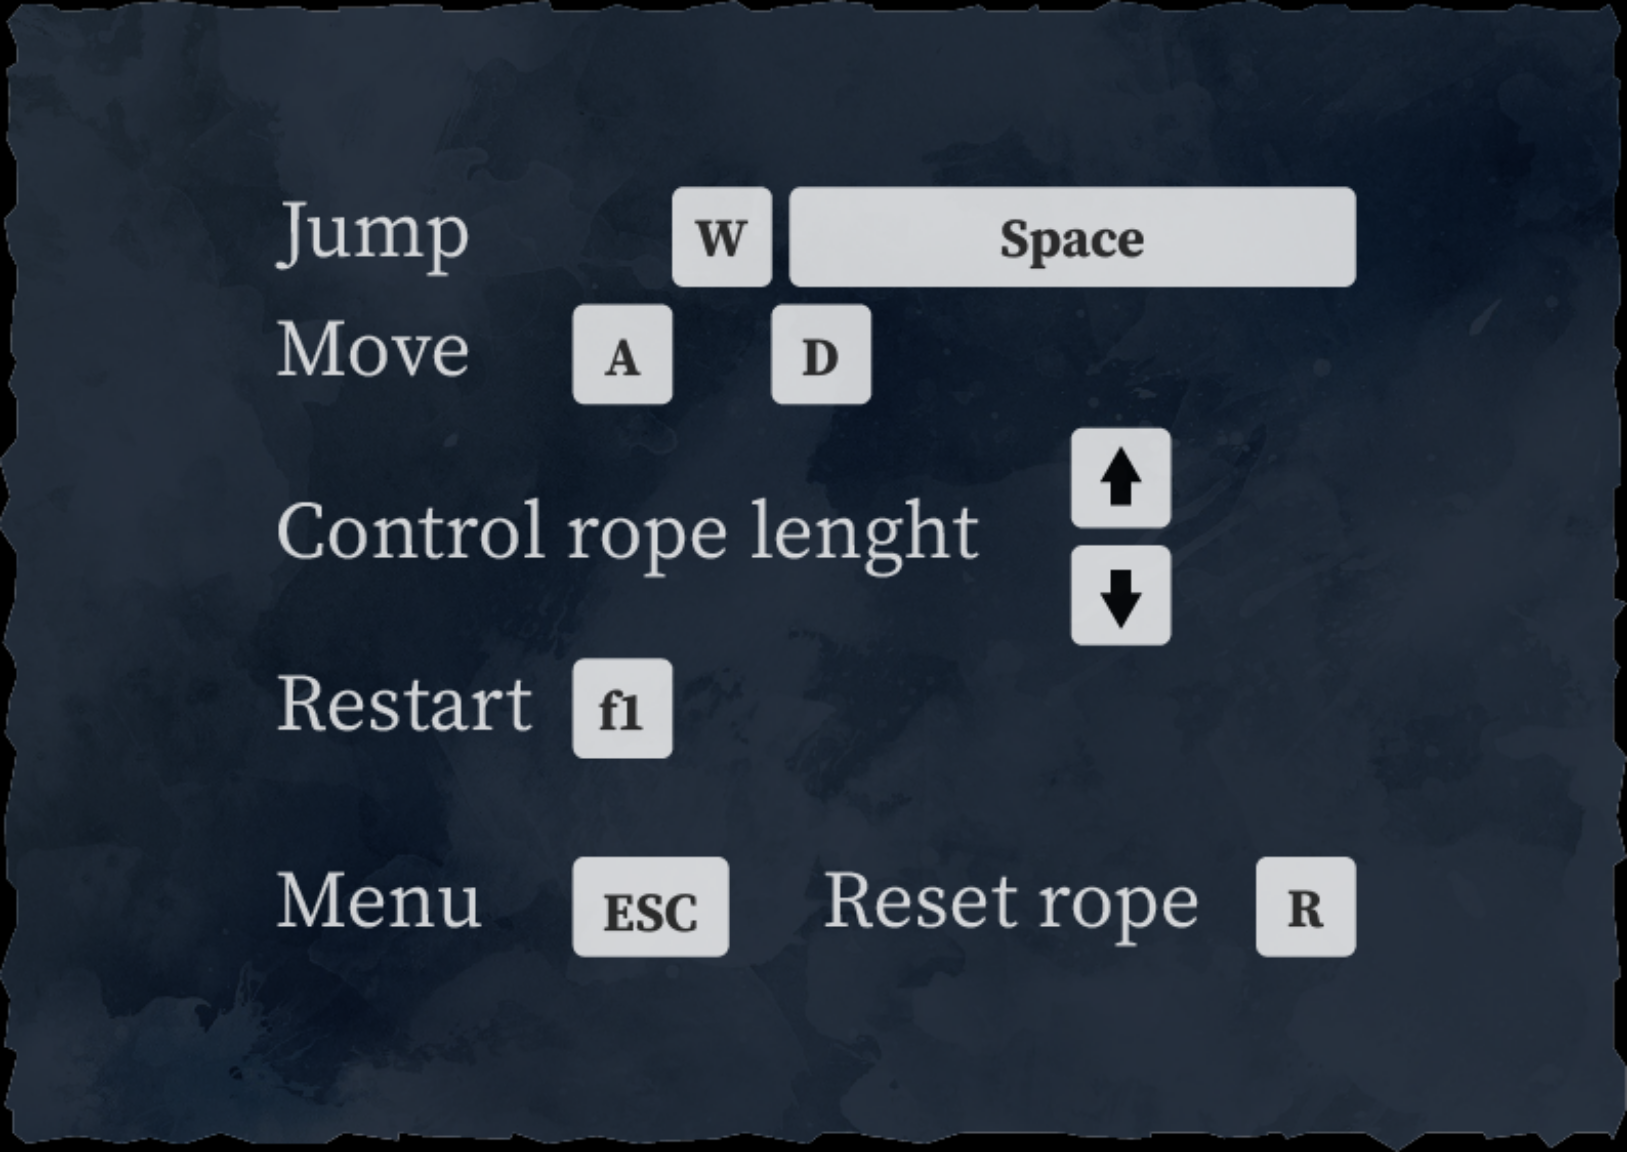 Jump W Space
Move A D
Control rope lenght ⬆ ⬇
Restart f1
Menu ESC Reset rope R